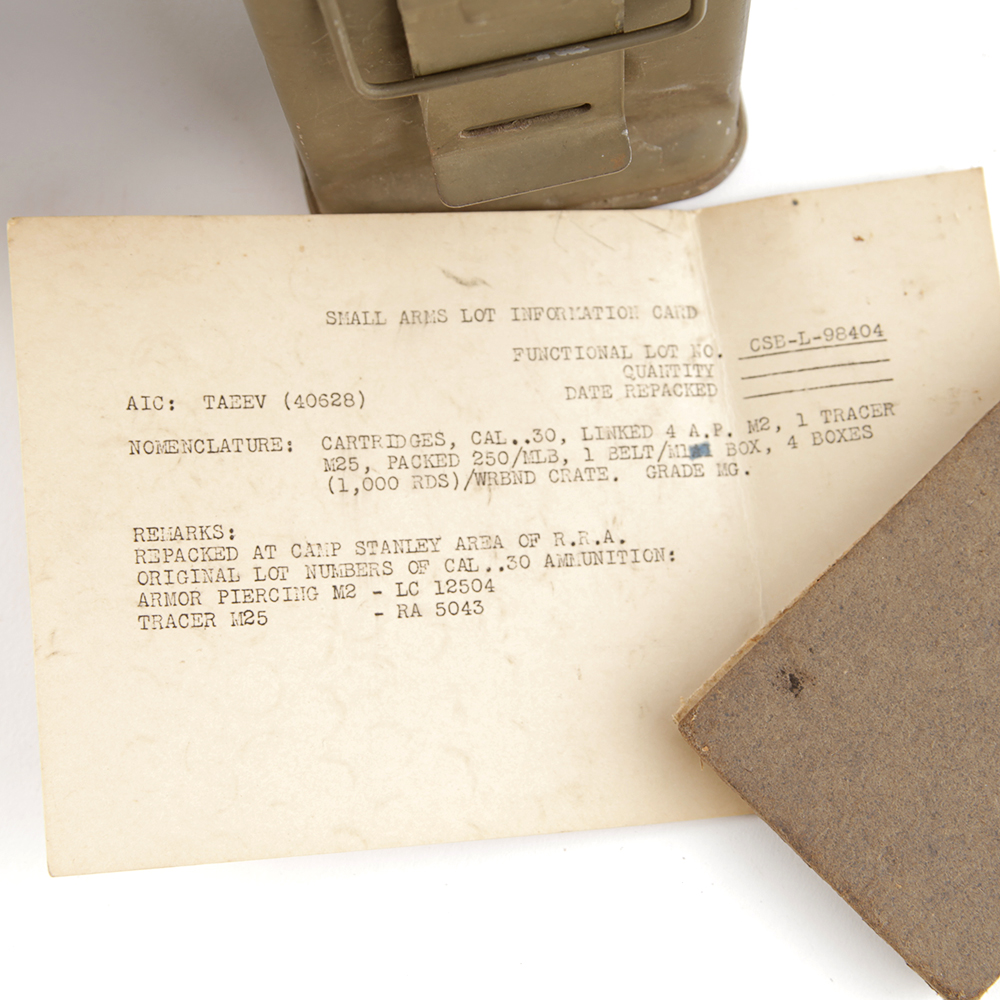 SMALL ARMS LOT INFORMATION CARD
FUNCTIONAL LOT NO. CSB-L-98404
QUANTITY
DATE REPACKED
AIC: TAEEV (40628)
NOMENCLATURE: CARTRIDGES, CAL..30, LINKED 4 A.P. M2, 1 TRACER
M25, PACKED 250/MLB, 1 BELT/ BOX, 4 BOXES
(1,000 RDS)/WRBND CRATE. GRADE MG.
REMARKS:
REPACKED AT CAMP STANLEY AREA OF R.R.A.
ORIGINAL LOT NUMBERS OF CAL..30 AMMUNITION:
ARMOR PIERCING M2 - LC 12504
TRACER M25 - RA 5043